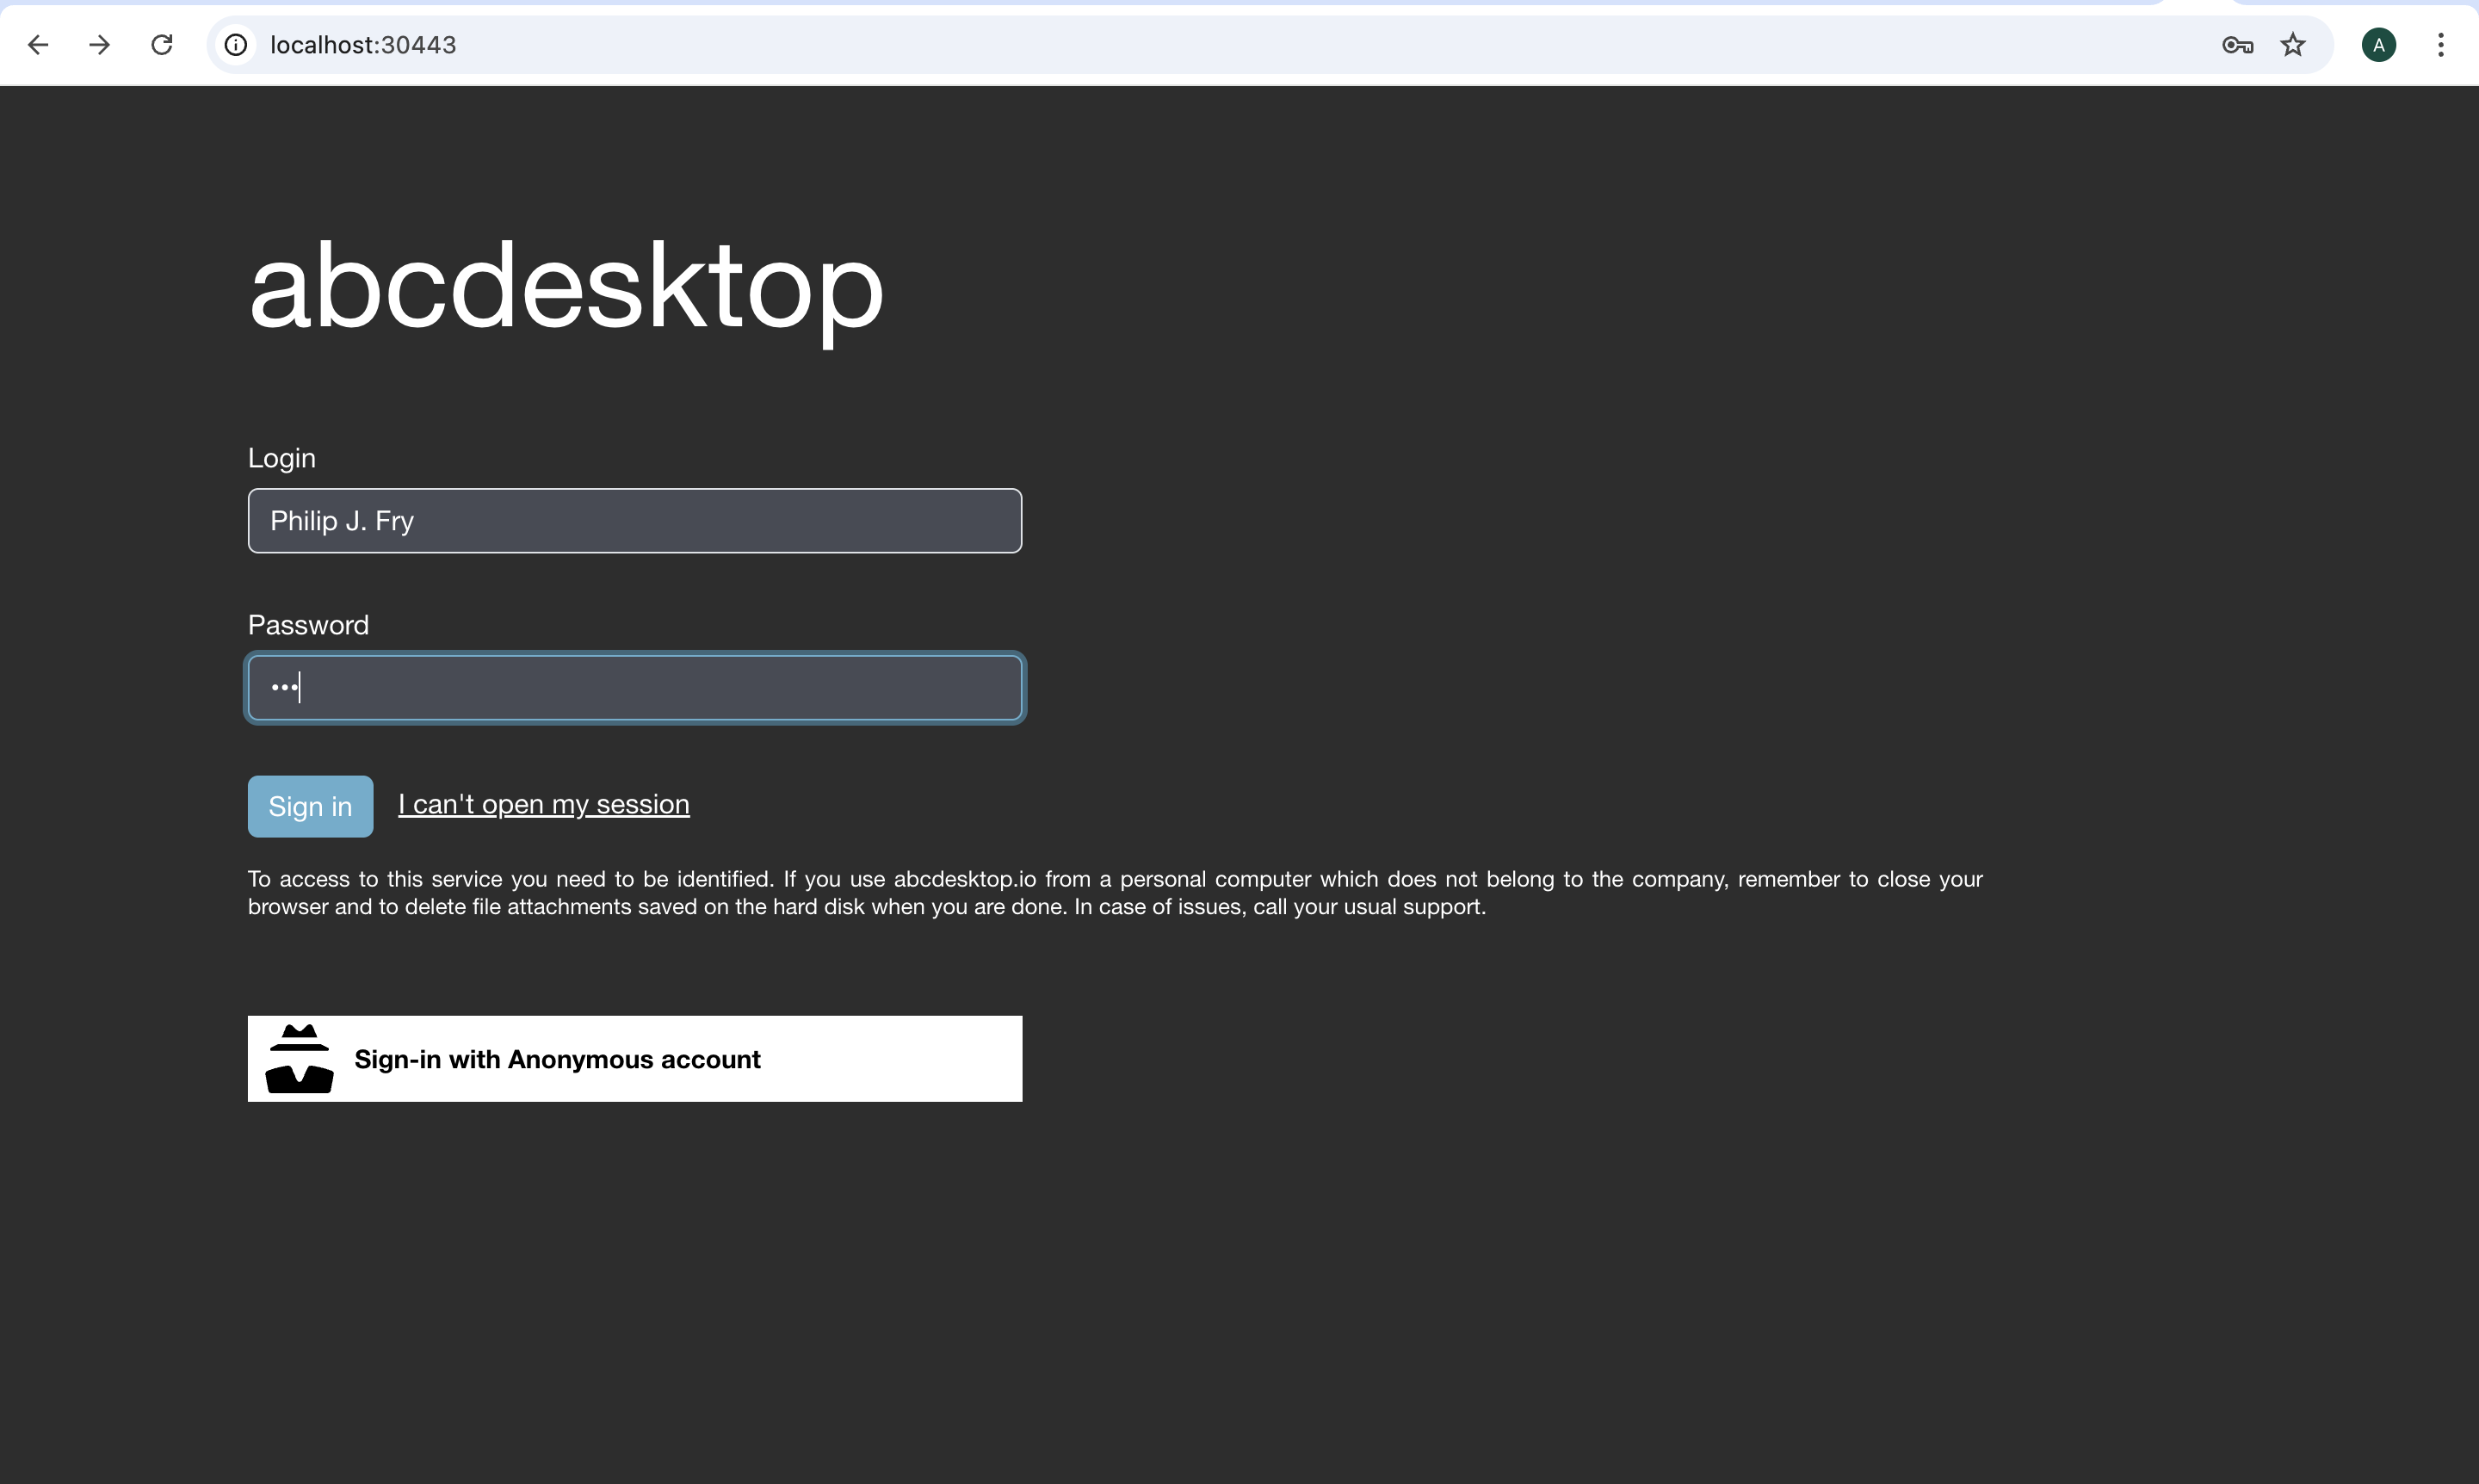 localhost:30443
A
abcdesktop
Login
Philip J. Fry
Password
•••
Sign in I can't open my session
To access to this service you need to be identified. If you use abcdesktop.io from a personal computer which does not belong to the company, remember to close your
browser and to delete file attachments saved on the hard disk when you are done. In case of issues, call your usual support.
Sign-in with Anonymous account